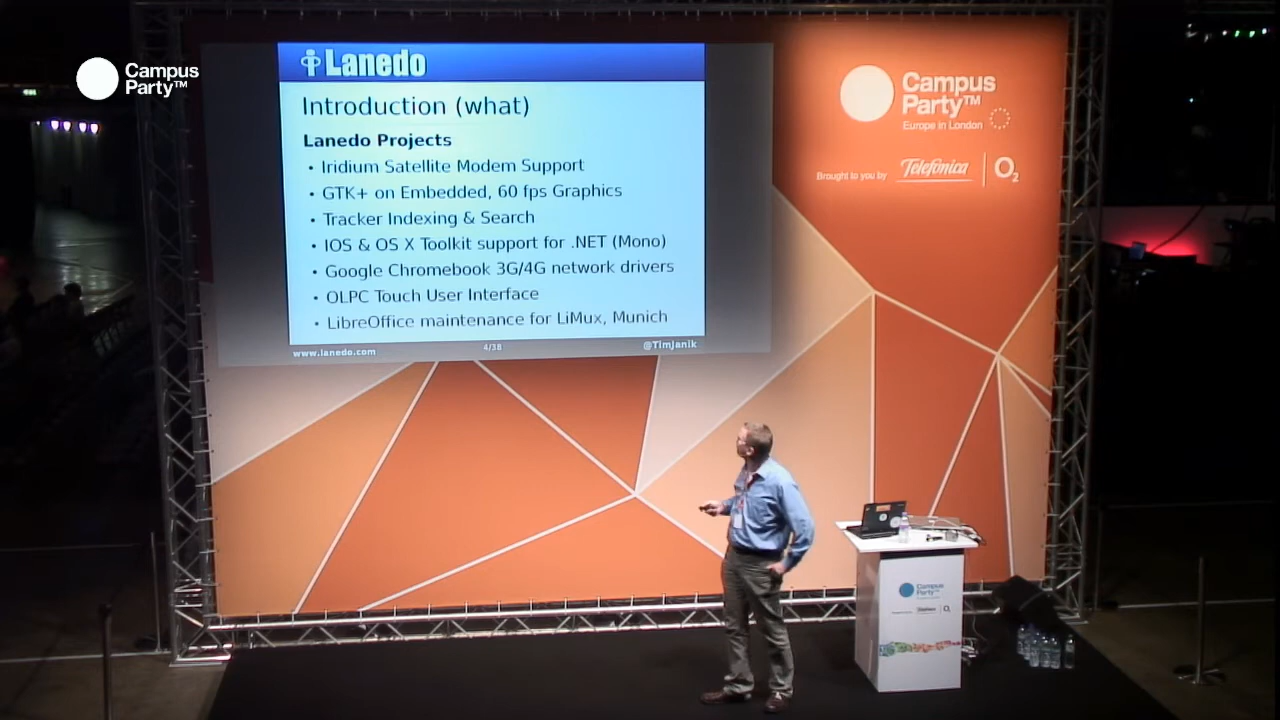 Campus
Party™
Lanedo
Introduction (what)
Lanedo Projects
• Iridium Satellite Modem Support
• GTK+ on Embedded, 60 fps Graphics
• Tracker Indexing & Search
• IOS & OS X Toolkit support for .NET (Mono)
• Google Chromebook 3G/4G network drivers
• OLPC Touch User Interface
• LibreOffice maintenance for LiMux, Munich
www.lanedo.com
4/38
@TimJanik
Campus
Party™
Europe in London
Brought to you by Telefónica O2
Campus
Party
O2